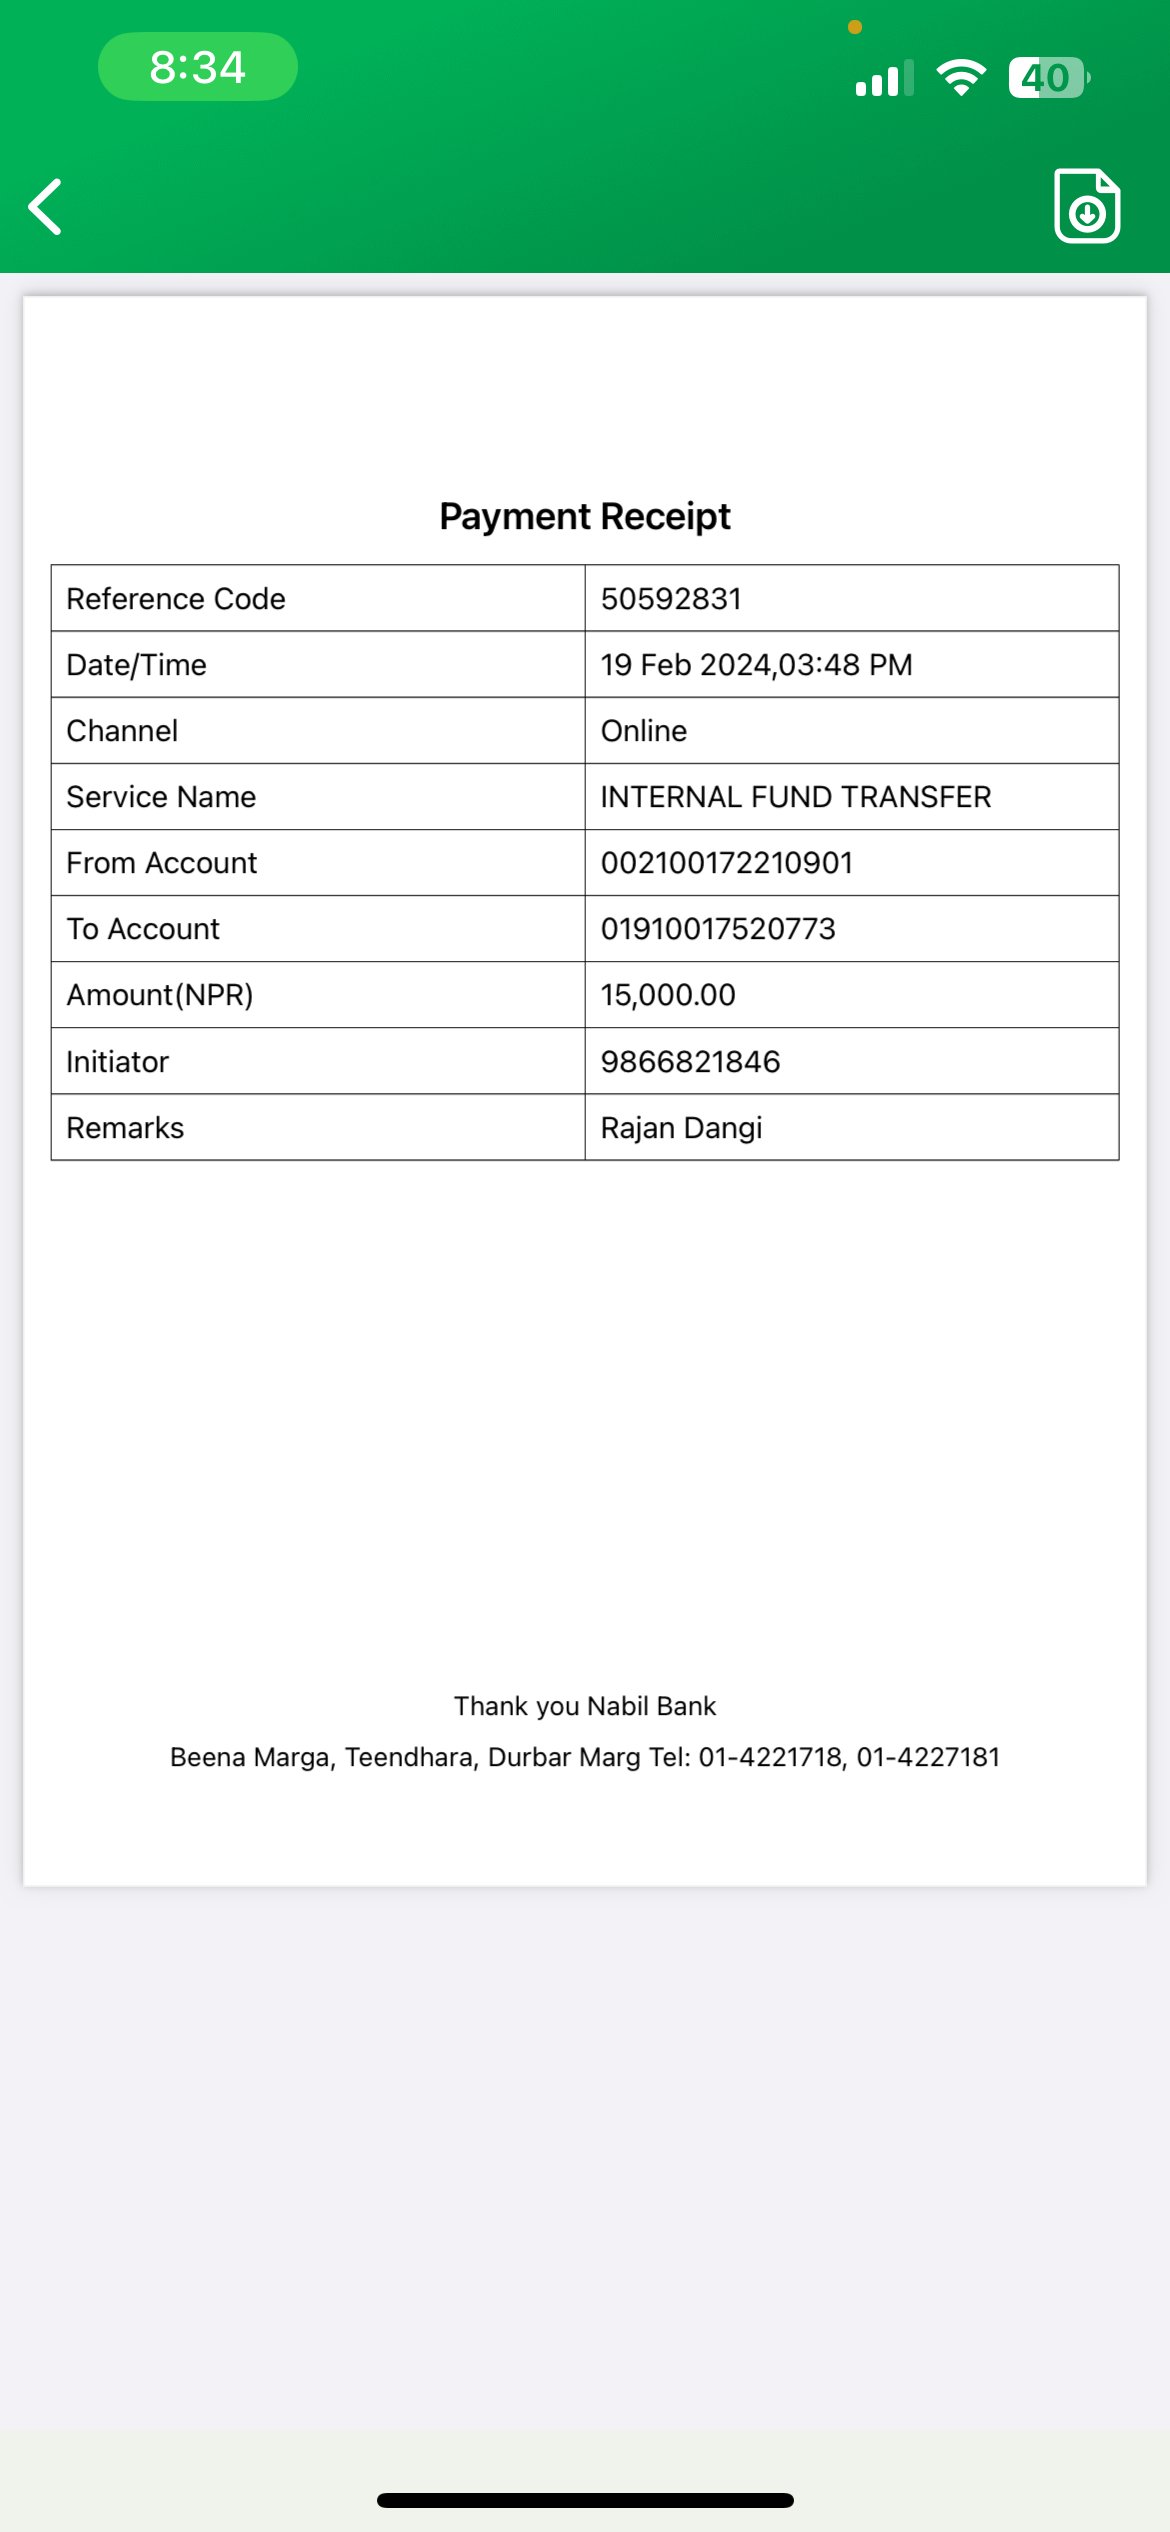 8:34
40
Payment Receipt
Reference Code 50592831
Date/Time 19 Feb 2024,03:48 PM
Channel Online
Service Name INTERNAL FUND TRANSFER
From Account 002100172210901
To Account 01910017520773
Amount(NPR) 15,000.00
Initiator 9866821846
Remarks Rajan Dangi
Thank you Nabil Bank
Beena Marga, Teendhara, Durbar Marg Tel: 01-4221718, 01-4227181